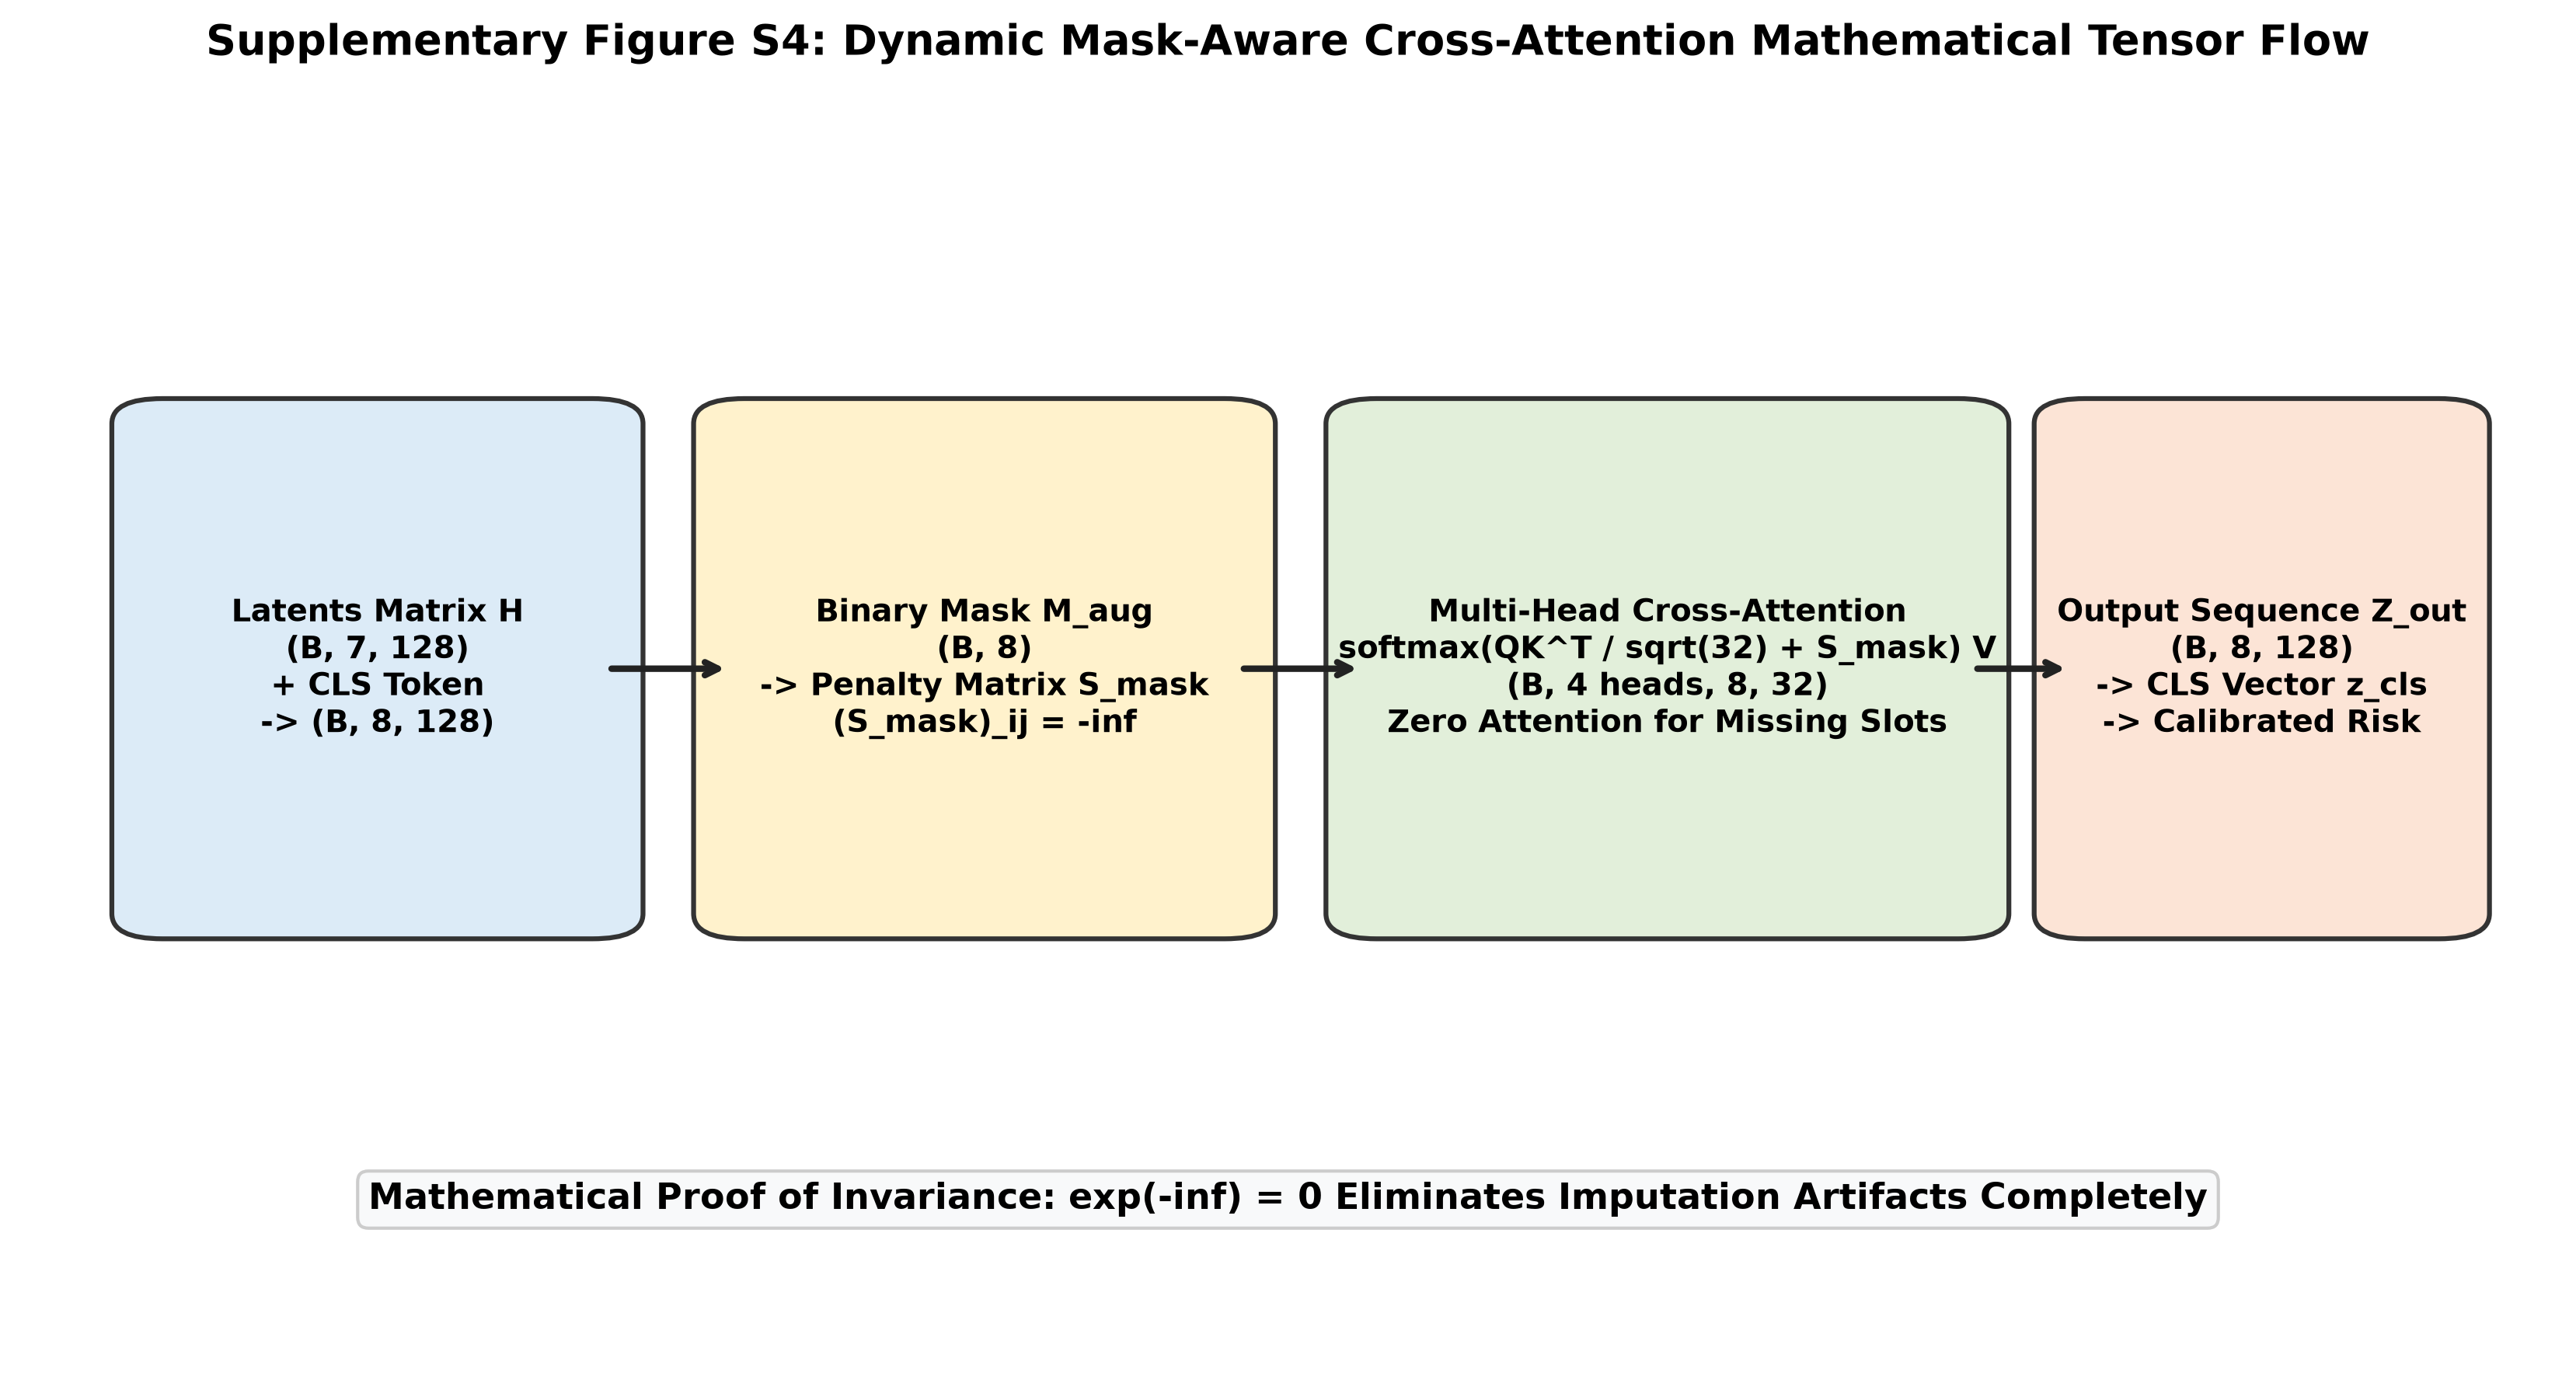 Supplementary Figure S4: Dynamic Mask-Aware Cross-Attention Mathematical Tensor Flow
Latents Matrix H
(B, 7, 128)
+ CLS Token
-> (B, 8, 128)
Binary Mask M_aug
(B, 8)
-> Penalty Matrix S_mask
(S_mask)_ij = -inf
Multi-Head Cross-Attention
softmax(QK^T / sqrt(32) + S_mask) V
(B, 4 heads, 8, 32)
Zero Attention for Missing Slots
Output Sequence Z_out
(B, 8, 128)
-> CLS Vector z_cls
-> Calibrated Risk
Mathematical Proof of Invariance: exp(-inf) = 0 Eliminates Imputation Artifacts Completely